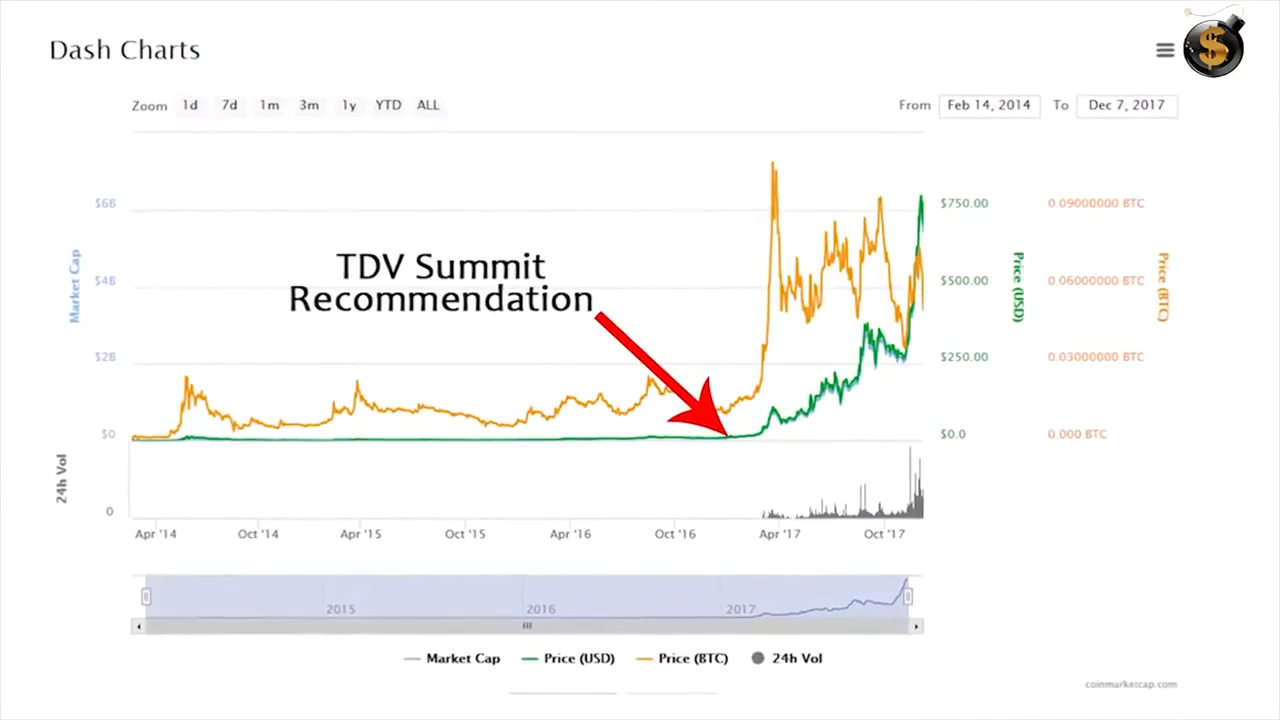 Dash Charts
$
Zoom 1d 7d 1m 3m 1y YTD ALL
From Feb 14, 2014 To Dec 7, 2017
$6B
$4B
$2B
$0
Market Cap
24h Vol
0
TDV Summit
Recommendation
$750.00
$500.00
$250.00
$0.0
Price (USD)
0.09000000 BTC
0.06000000 BTC
0.03000000 BTC
0.000 BTC
Price (BTC)
Apr '14 Oct '14 Apr '15 Oct '15 Apr '16 Oct '16 Apr '17 Oct '17
2015 2016 2017
Market Cap Price (USD) Price (BTC) 24h Vol
coinmarketcap.com